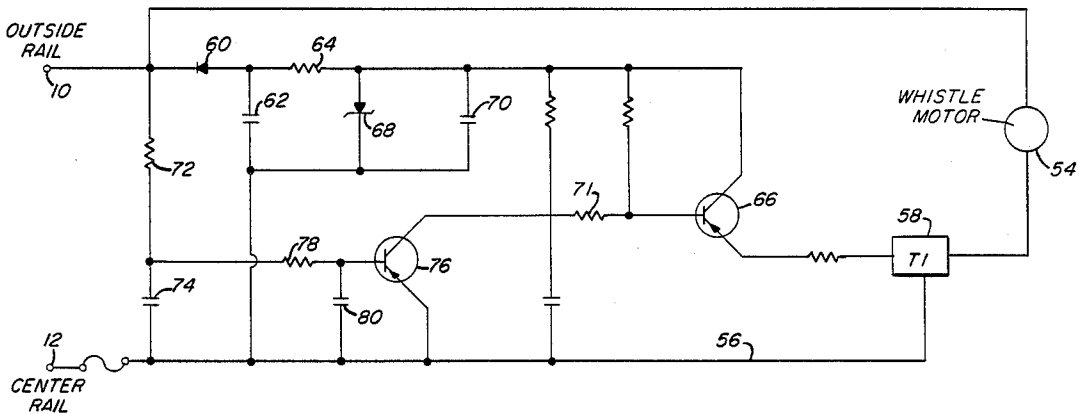 OUTSIDE
RAIL
10
60
64
62
68
70
72
WHISTLE
MOTOR
54
71
66
58
T1
78
76
74
80
12
CENTER
RAIL
56